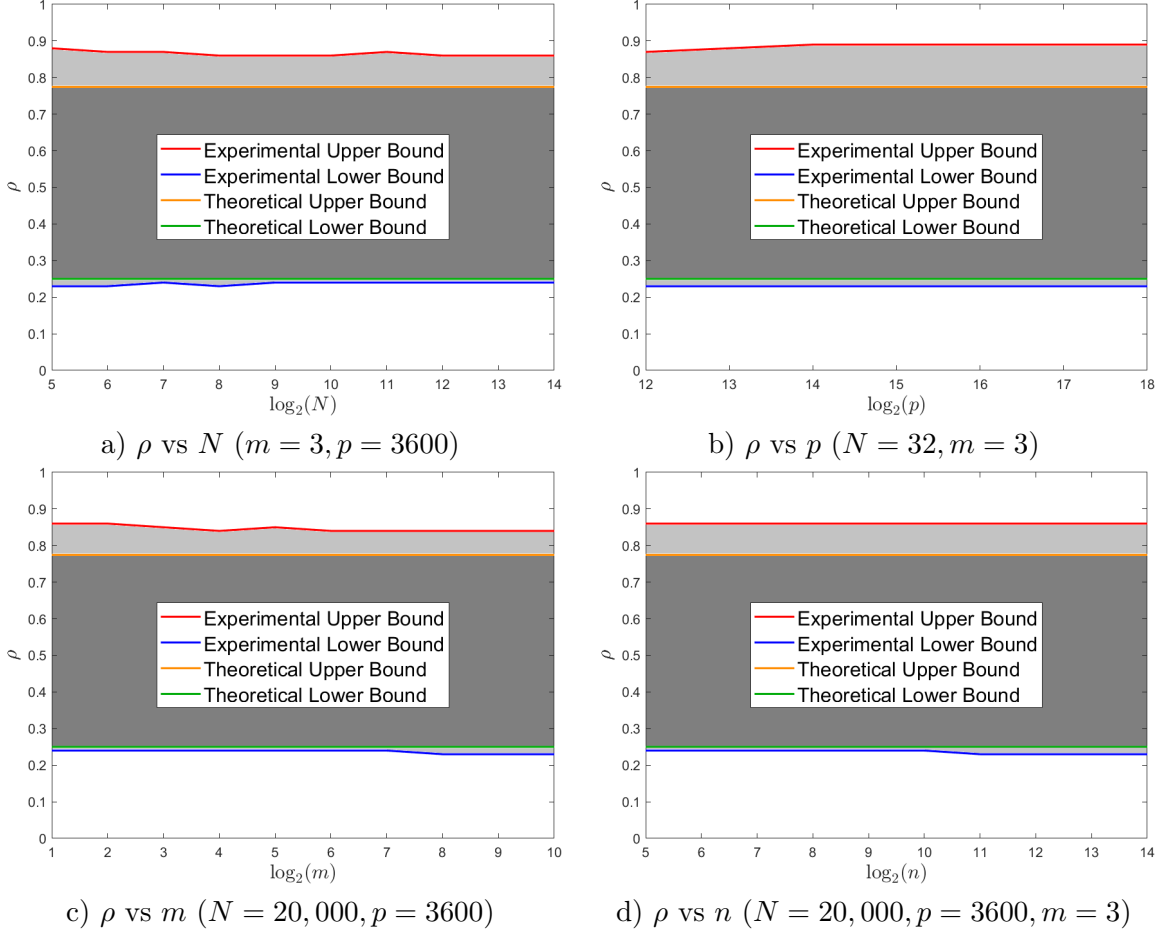 1
0.9
0.8
0.7
0.6
0.5
0.4
0.3
0.2
0.1
0
ρ
Experimental Upper Bound
Experimental Lower Bound
Theoretical Upper Bound
Theoretical Lower Bound
5 6 7 8 9 10 11 12 13 14
log₂(N)
a) ρ vs N (m = 3, p = 3600)
1
0.9
0.8
0.7
0.6
0.5
0.4
0.3
0.2
0.1
0
ρ
Experimental Upper Bound
Experimental Lower Bound
Theoretical Upper Bound
Theoretical Lower Bound
12 13 14 15 16 17 18
log₂(p)
b) ρ vs p (N = 32, m = 3)
1
0.9
0.8
0.7
0.6
0.5
0.4
0.3
0.2
0.1
0
ρ
Experimental Upper Bound
Experimental Lower Bound
Theoretical Upper Bound
Theoretical Lower Bound
1 2 3 4 5 6 7 8 9 10
log₂(m)
c) ρ vs m (N = 20, 000, p = 3600)
1
0.9
0.8
0.7
0.6
0.5
0.4
0.3
0.2
0.1
0
ρ
Experimental Upper Bound
Experimental Lower Bound
Theoretical Upper Bound
Theoretical Lower Bound
5 6 7 8 9 10 11 12 13 14
log₂(n)
d) ρ vs n (N = 20, 000, p = 3600, m = 3)